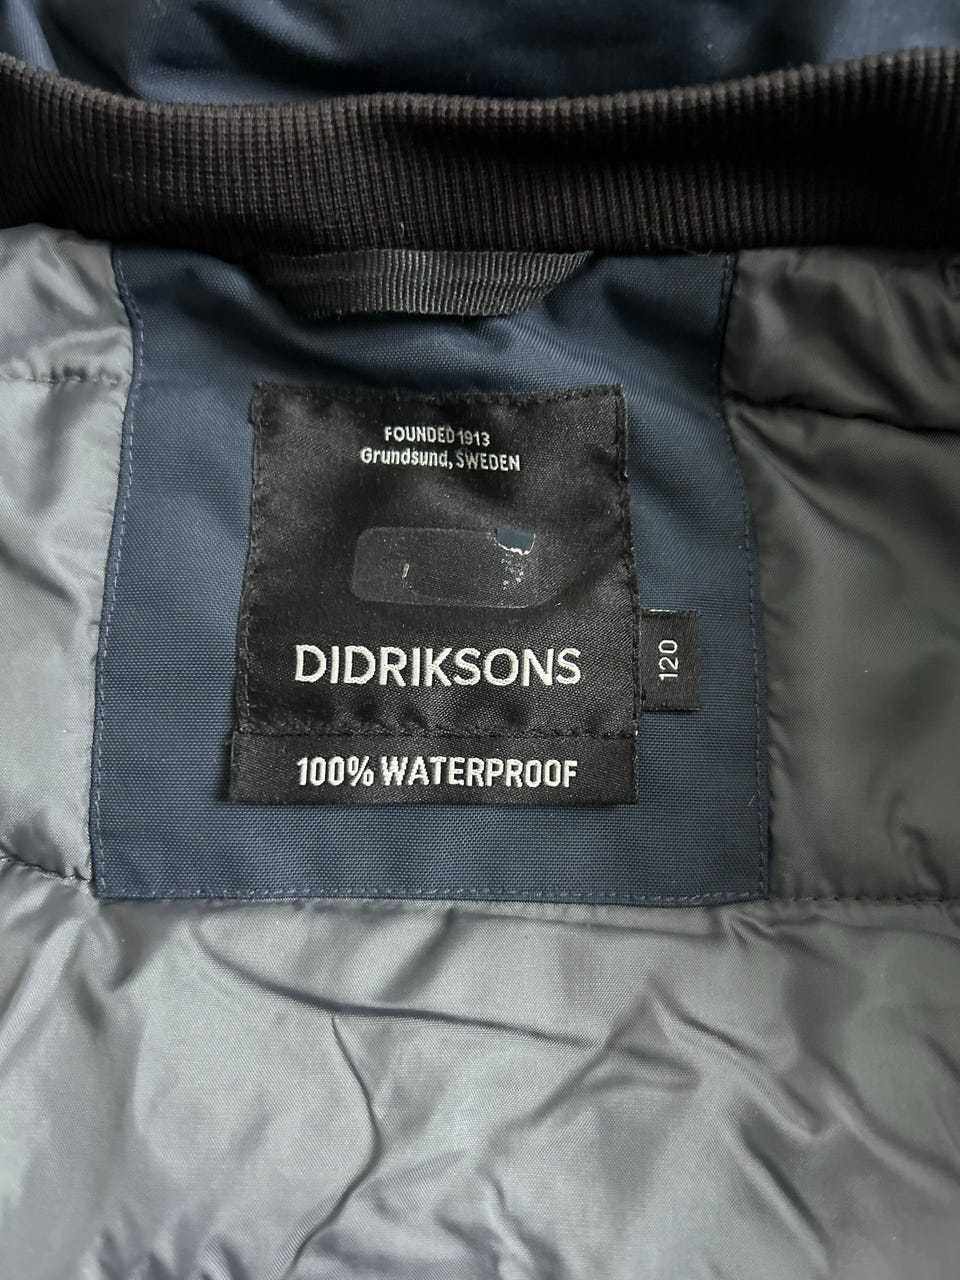 FOUNDED 1913
Grundsund, SWEDEN
DIDRIKSONS
120
100% WATERPROOF